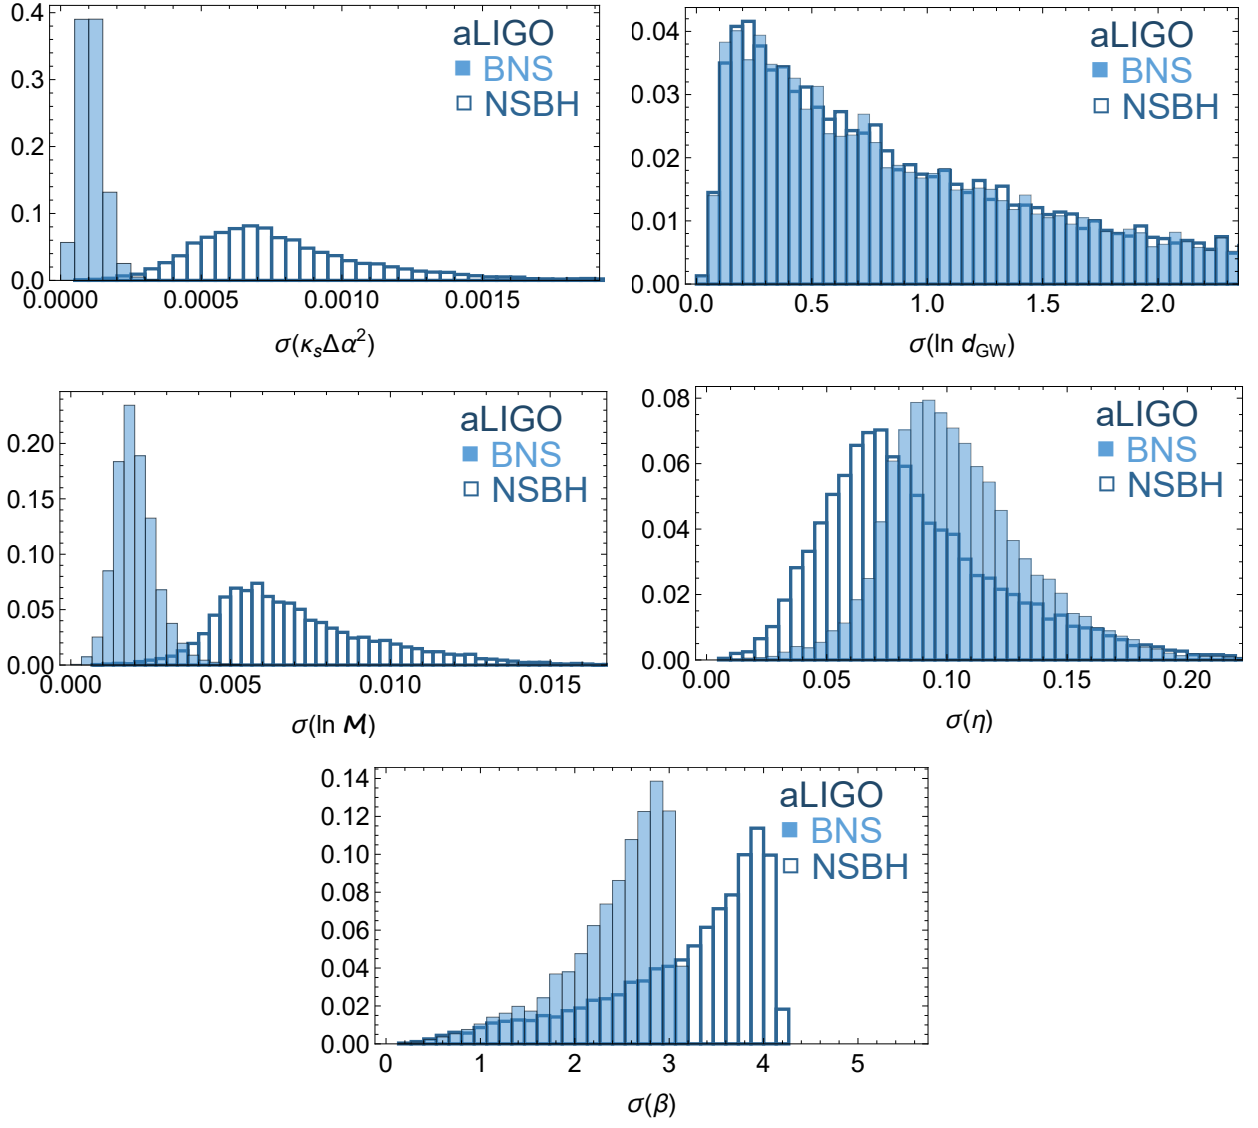 aLIGO
BNS
NSBH
0.4
0.3
0.2
0.1
0.0
0.0000 0.0005 0.0010 0.0015
σ(κ_sΔα²)
aLIGO
BNS
NSBH
0.04
0.03
0.02
0.01
0.00
0.0 0.5 1.0 1.5 2.0
σ(ln d_GW)
aLIGO
BNS
NSBH
0.20
0.15
0.10
0.05
0.00
0.000 0.005 0.010 0.015
σ(ln M)
aLIGO
BNS
NSBH
0.08
0.06
0.04
0.02
0.00
0.00 0.05 0.10 0.15 0.20
σ(η)
aLIGO
BNS
NSBH
0.14
0.12
0.10
0.08
0.06
0.04
0.02
0.00
0 1 2 3 4 5
σ(β)